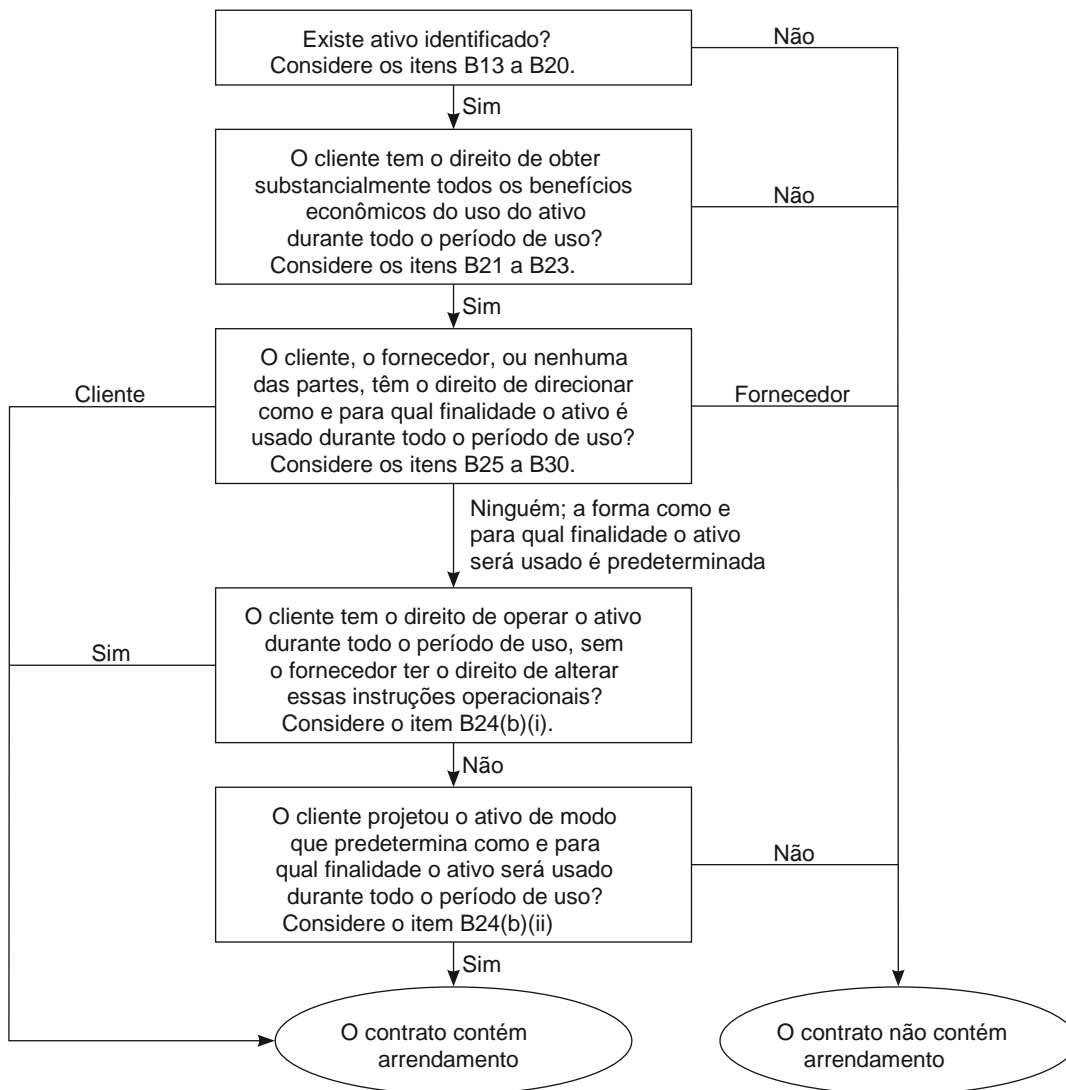 Existe ativo identificado?
Considere os itens B13 a B20.
Não
Sim
O cliente tem o direito de obter
substancialmente todos os benefícios
econômicos do uso do ativo
durante todo o período de uso?
Considere os itens B21 a B23.
Não
Sim
O cliente, o fornecedor, ou nenhuma
das partes, têm o direito de direcionar
como e para qual finalidade o ativo é
usado durante todo o período de uso?
Considere os itens B25 a B30.
Cliente
Fornecedor
Ninguém; a forma como e
para qual finalidade o ativo
será usado é predeterminada
O cliente tem o direito de operar o ativo
durante todo o período de uso, sem
o fornecedor ter o direito de alterar
essas instruções operacionais?
Considere o item B24(b)(i).
Sim
Não
O cliente projetou o ativo de modo
que predetermina como e para
qual finalidade o ativo será usado
durante todo o período de uso?
Considere o item B24(b)(ii)
Não
Sim
O contrato contém
arrendamento
O contrato não contém
arrendamento